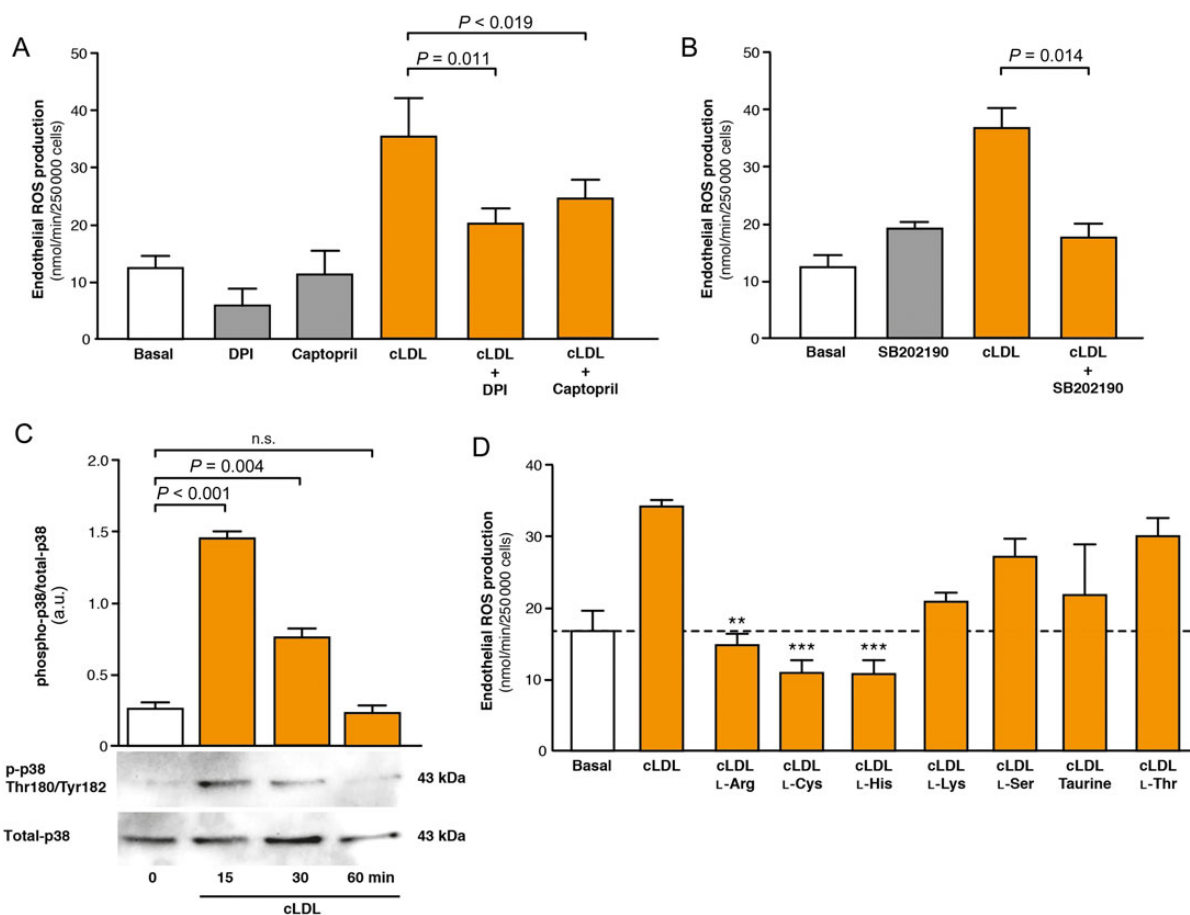 A
P < 0.019
P = 0.011
Endothelial ROS production
(nmol/min/250 000 cells)
50
40
30
20
10
0
Basal
DPI
Captopril
cLDL
cLDL
+
DPI
cLDL
+
Captopril
B
P = 0.014
Endothelial ROS production
(nmol/min/250 000 cells)
50
40
30
20
10
0
Basal
SB202190
cLDL
cLDL
+
SB202190
C
n.s.
P = 0.004
P < 0.001
phospho-p38/total-p38
(a.u.)
2.0
1.5
1.0
0.5
0
p-p38
Thr180/Tyr182
43 kDa
Total-p38
43 kDa
0
15
30
60 min
cLDL
D
Endothelial ROS production
(nmol/min/250 000 cells)
40
30
20
10
0
**
***
***
Basal
cLDL
cLDL
L-Arg
cLDL
L-Cys
cLDL
L-His
cLDL
L-Lys
cLDL
L-Ser
cLDL
Taurine
cLDL
L-Thr